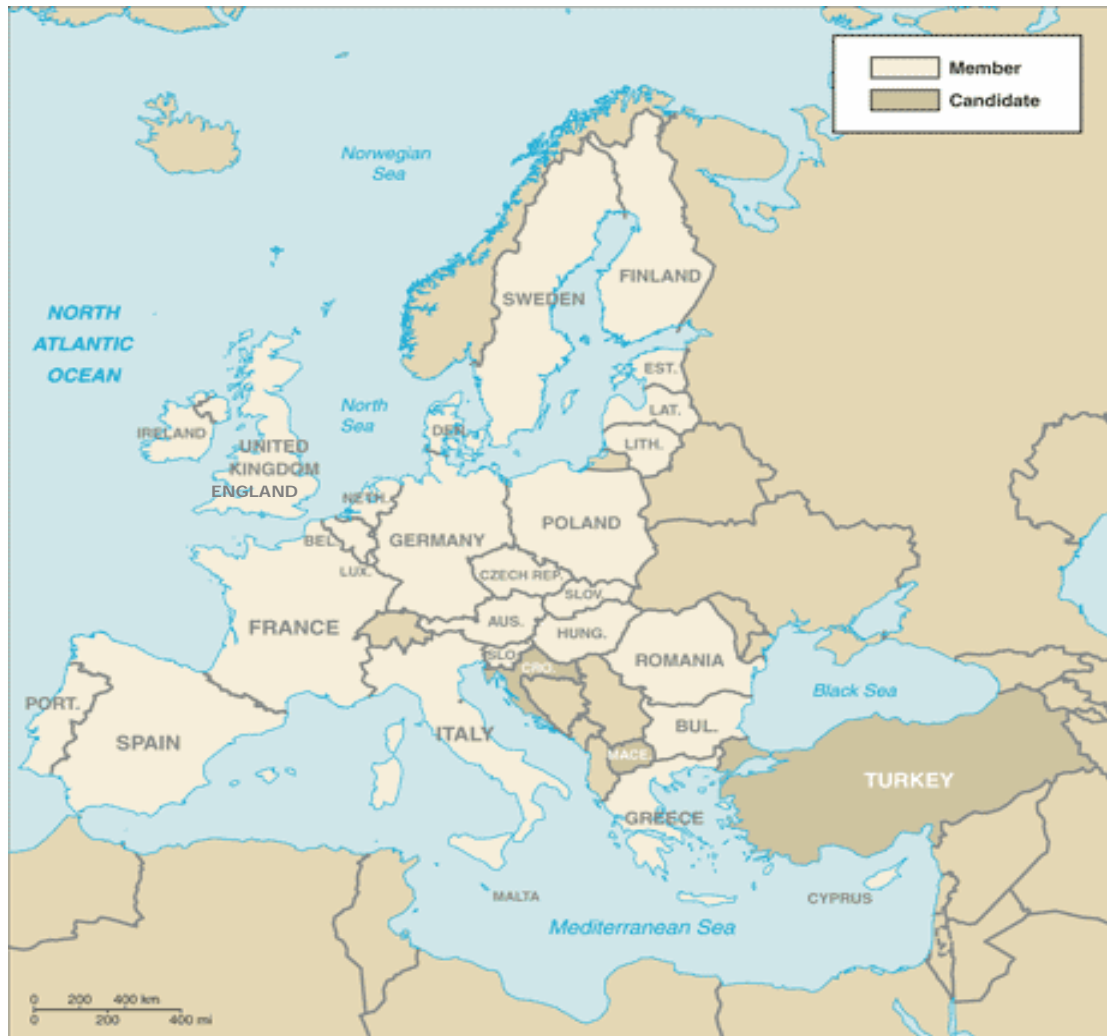 Member
Candidate
Norwegian
Sea
FINLAND
SWEDEN
NORTH
ATLANTIC
OCEAN
EST.
North
Sea
LAT.
DEN.
IRELAND
LITH.
UNITED
KINGDOM
ENGLAND
NETH.
POLAND
BEL.
GERMANY
LUX.
CZECH REP.
SLOV.
AUS.
FRANCE
HUNG.
SLO.
CRO.
ROMANIA
Black Sea
PORT.
SPAIN
ITALY
BUL.
MACE.
TURKEY
GREECE
MALTA
CYPRUS
Mediterranean Sea
0 200 400 km
0 200 400 mi